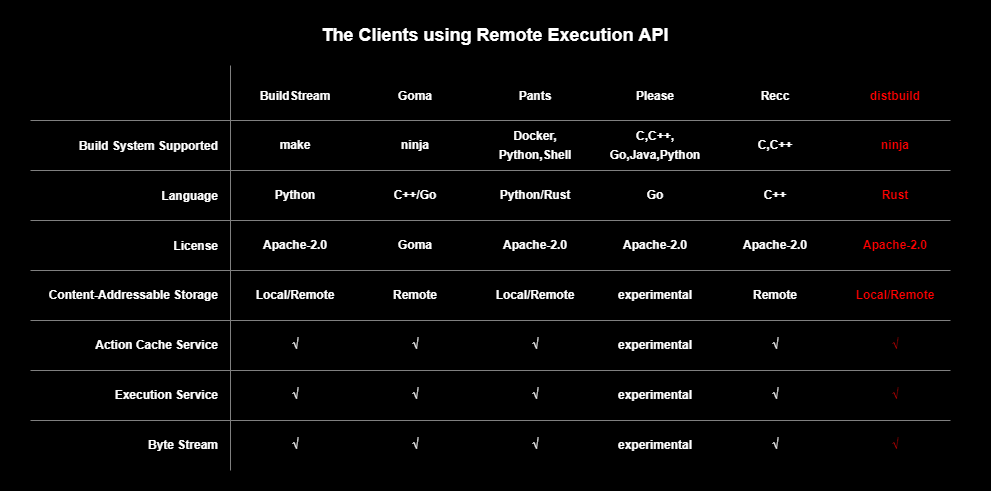 The Clients using Remote Execution API
BuildStream Goma Pants Please Recc distbuild
Build System Supported make ninja Docker, Python,Shell C,C++, Go,Java,Python C,C++ ninja
Language Python C++/Go Python/Rust Go C++ Rust
License Apache-2.0 Goma Apache-2.0 Apache-2.0 Apache-2.0 Apache-2.0
Content-Addressable Storage Local/Remote Remote Local/Remote experimental Remote Local/Remote
Action Cache Service √ √ √ experimental √ √
Execution Service √ √ √ experimental √ √
Byte Stream √ √ √ experimental √ √